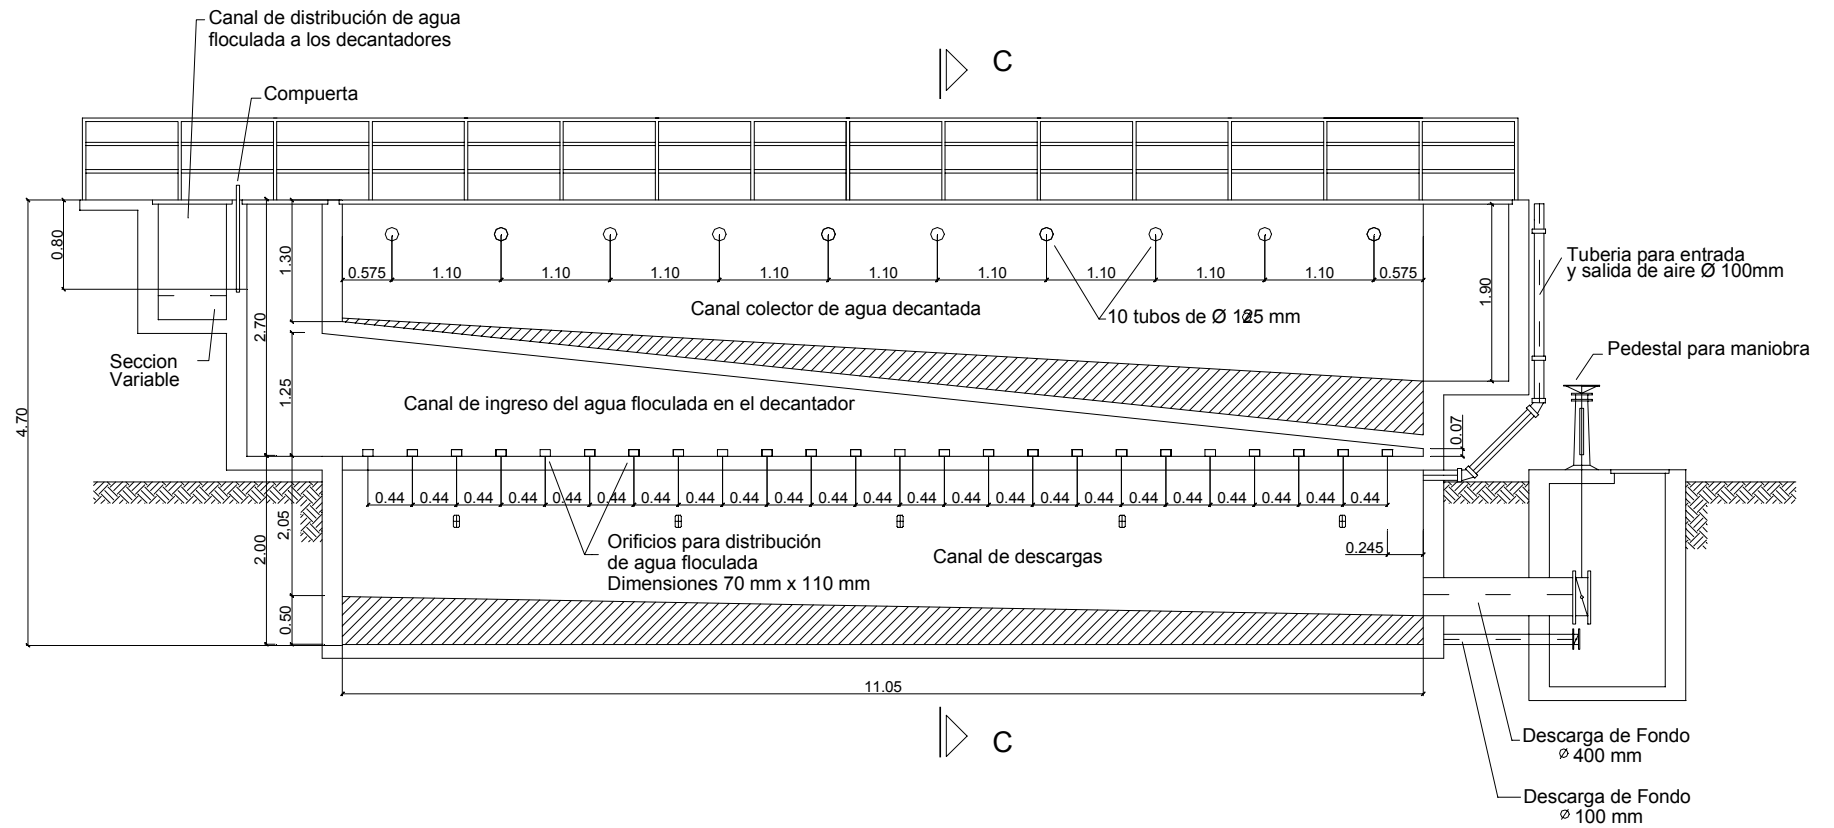 Canal de distribución de agua
floculada a los decantadores
C
Compuerta
0.80
1.30
0.575 1.10 1.10 1.10 1.10 1.10 1.10 1.10 1.10 1.10 0.575
Tuberia para entrada
y salida de aire Ø 100mm
1.90
Canal colector de agua decantada
10 tubos de Ø 125 mm
2.70
Seccion
Variable
Pedestal para maniobra
1.25
Canal de ingreso del agua floculada en el decantador
4.70
0.07
0.44 0.44 0.44 0.44 0.44 0.44 0.44 0.44 0.44 0.44 0.44 0.44 0.44 0.44 0.44 0.44 0.44 0.44 0.44 0.44 0.44 0.44 0.44
2,05
2.00
Orificios para distribución
de agua floculada
Dimensiones 70 mm x 110 mm
Canal de descargas
0.245
0.50
11.05
C
Descarga de Fondo
Ø 400 mm
Descarga de Fondo
Ø 100 mm